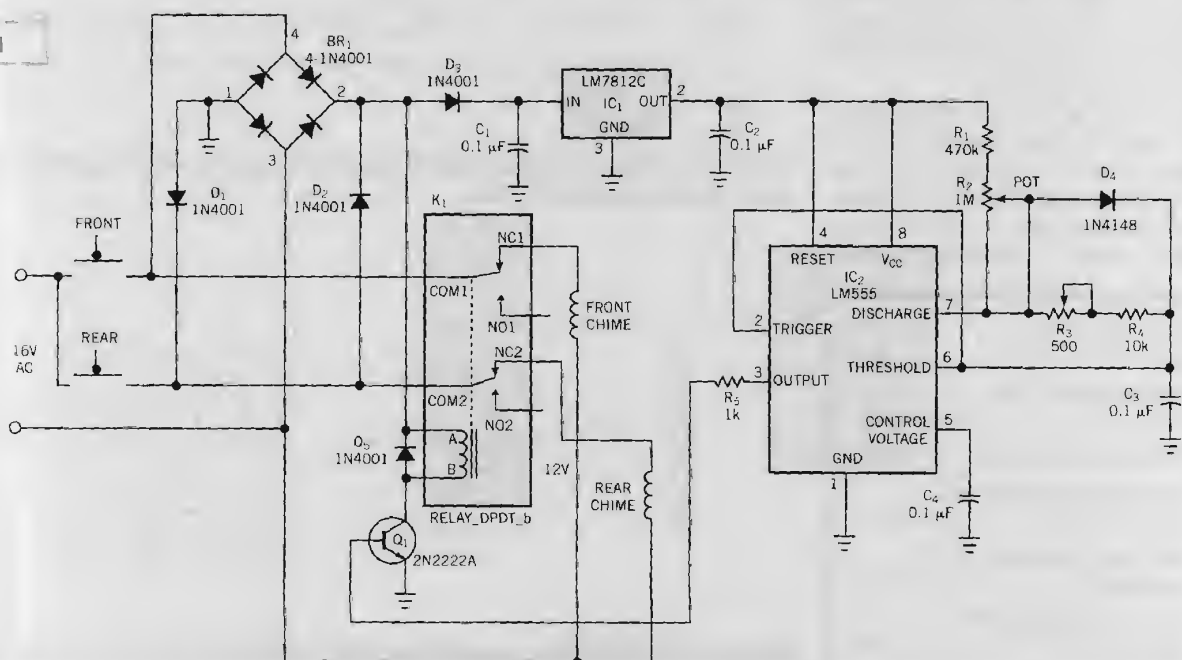 4
BR1
4-1N4001
1
2
3
D3
1N4001
LM7812C
IN
IC1
OUT
2
GND
3
C1
0.1 µF
C2
0.1 µF
R1
470k
R2
1M
POT
D4
1N4148
D1
1N4001
D2
1N4001
K1
FRONT
NC1
COM1
NO1
FRONT
CHIME
NC2
COM2
NO2
REAR
16V
AC
4
8
RESET
VCC
IC2
LM555
DISCHARGE
7
2
TRIGGER
R3
500
R4
10k
THRESHOLD
6
3
OUTPUT
R5
1k
C3
0.1 µF
CONTROL
VOLTAGE
5
GND
1
C4
0.1 µF
1N4001
A
B
12V
REAR
CHIME
RELAY_DPDT_b
Q1
2N2222A